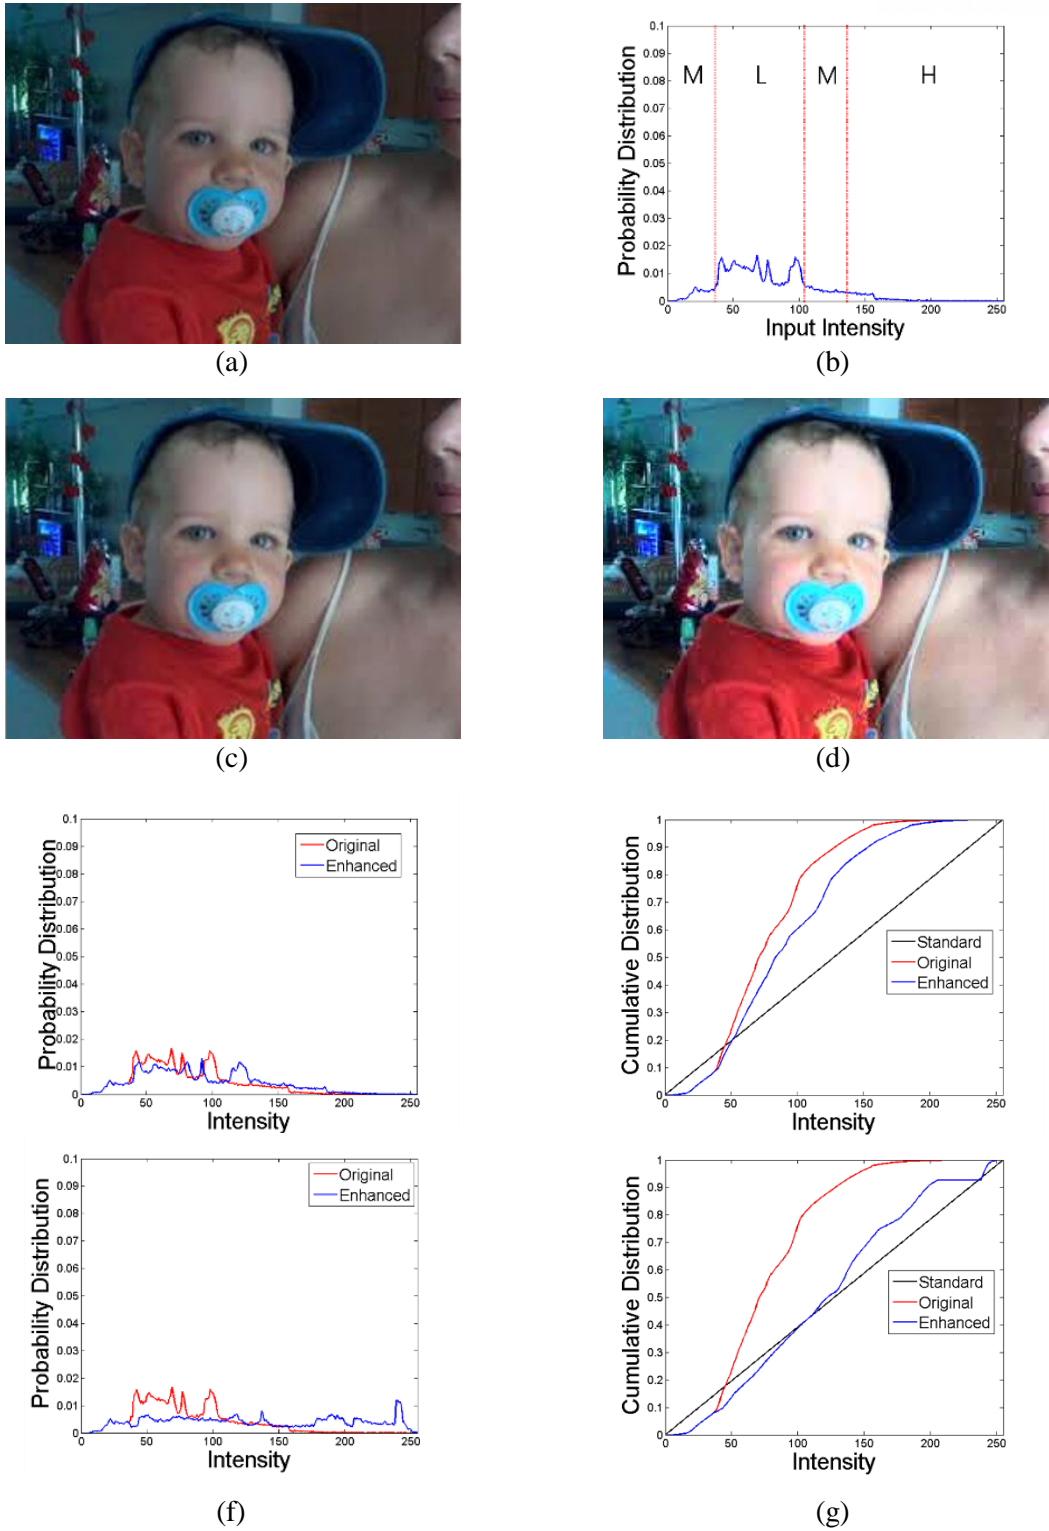 0.1
0.09
0.08
0.07
0.06
0.05
0.04
0.03
0.02
0.01
0
Probability Distribution
M L M H
0 50 100 150 200 250
Input Intensity
(a)
(b)
(c)
(d)
0.1
0.09
0.08
0.07
0.06
0.05
0.04
0.03
0.02
0.01
0
Probability Distribution
Original
Enhanced
0 50 100 150 200 250
Intensity
1
0.9
0.8
0.7
0.6
0.5
0.4
0.3
0.2
0.1
0
Cumulative Distribution
Standard
Original
Enhanced
0 50 100 150 200 250
Intensity
0.1
0.09
0.08
0.07
0.06
0.05
0.04
0.03
0.02
0.01
0
Probability Distribution
Original
Enhanced
0 50 100 150 200 250
Intensity
1
0.9
0.8
0.7
0.6
0.5
0.4
0.3
0.2
0.1
0
Cumulative Distribution
Standard
Original
Enhanced
0 50 100 150 200 250
Intensity
(f)
(g)